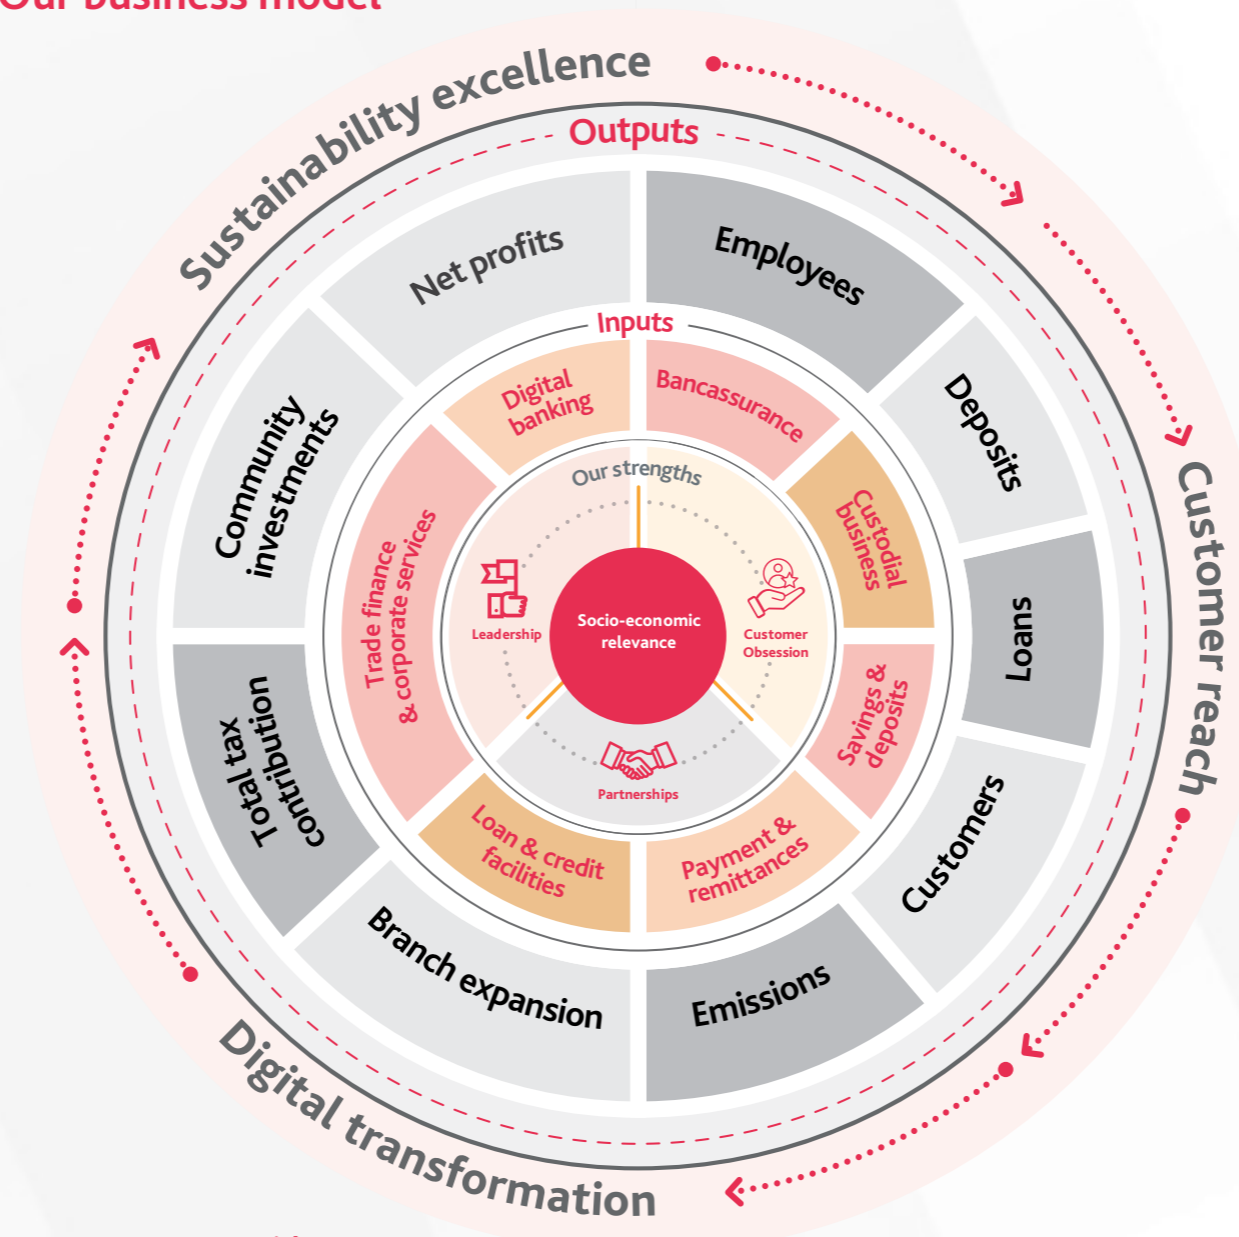 Our business model
Sustainability excellence
Outputs
Net profits
Employees
Deposits
Loans
Customers
Emissions
Branch expansion
Total tax
contribution
Community
investments
Inputs
Digital
banking
Bancassurance
Custodial
business
Savings &
deposits
Payment &
remittances
Loan & credit
facilities
Trade finance
& corporate services
Our strengths
Leadership
Customer
Obsession
Partnerships
Socio-economic
relevance
Customer reach
Digital transformation